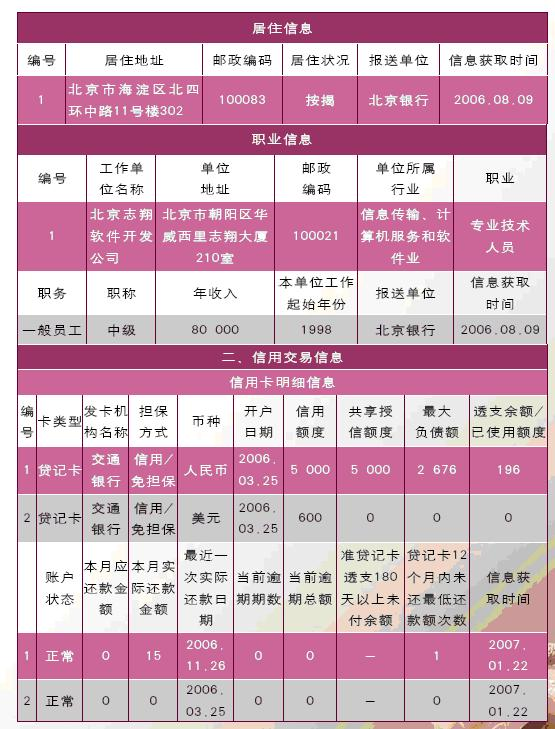 居住信息
编号 居住地址 邮政编码 居住状况 报送单位 信息获取时间
1 北京市海淀区北四环中路11号楼302 100083 按揭 北京银行 2006.08.09
职业信息
编号 工作单位名称 单位地址 邮政编码 单位所属行业 职业
1 北京志翔软件开发公司 北京市朝阳区华威西里志翔大厦210室 100021 信息传输、计算机服务和软件业 专业技术人员
职务 职称 年收入 本单位工作起始年份 报送单位 信息获取时间
一般员工 中级 80 000 1998 北京银行 2006.08.09
二、信用交易信息
信用卡明细信息
编号 卡类型 发卡机构名称 担保方式 币种 开户日期 信用额度 共享授信额度 最大负债额 透支余额/已使用额度
1 贷记卡 交通银行 信用/免担保 人民币 2006.03.25 5 000 5 000 2 676 196
2 贷记卡 交通银行 信用/免担保 美元 2006.03.25 600 0 0 0
账户状态 本月应还款金额 本月实际还款金额 最近一次实际还款日期 当前逾期期数 当前逾期总额 准贷记卡透支180天以上未付余额 贷记卡12个月内未还最低还款额次数 信息获取时间
1 正常 0 15 2006.11.26 0 0 — 1 2007.01.22
2 正常 0 0 2006.03.25 0 0 — 0 2007.01.22